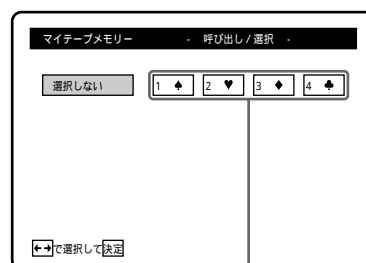 マイテープメモリー - 呼び出し / 選択 -
選択しない 1 ♠ 2 ♥ 3 ♦ 4 ♣
←→で選択して決定